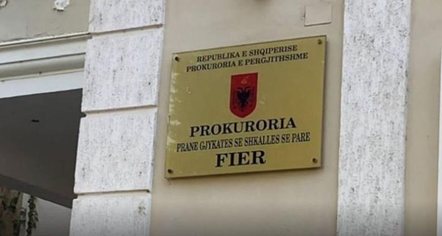 REPUBLIKA E SHQIPERISE
PROKURORIA E PERGJITHSHME
PROKURORIA
PRANE GJYKATES SE SHKALLES SE PARE
FIER